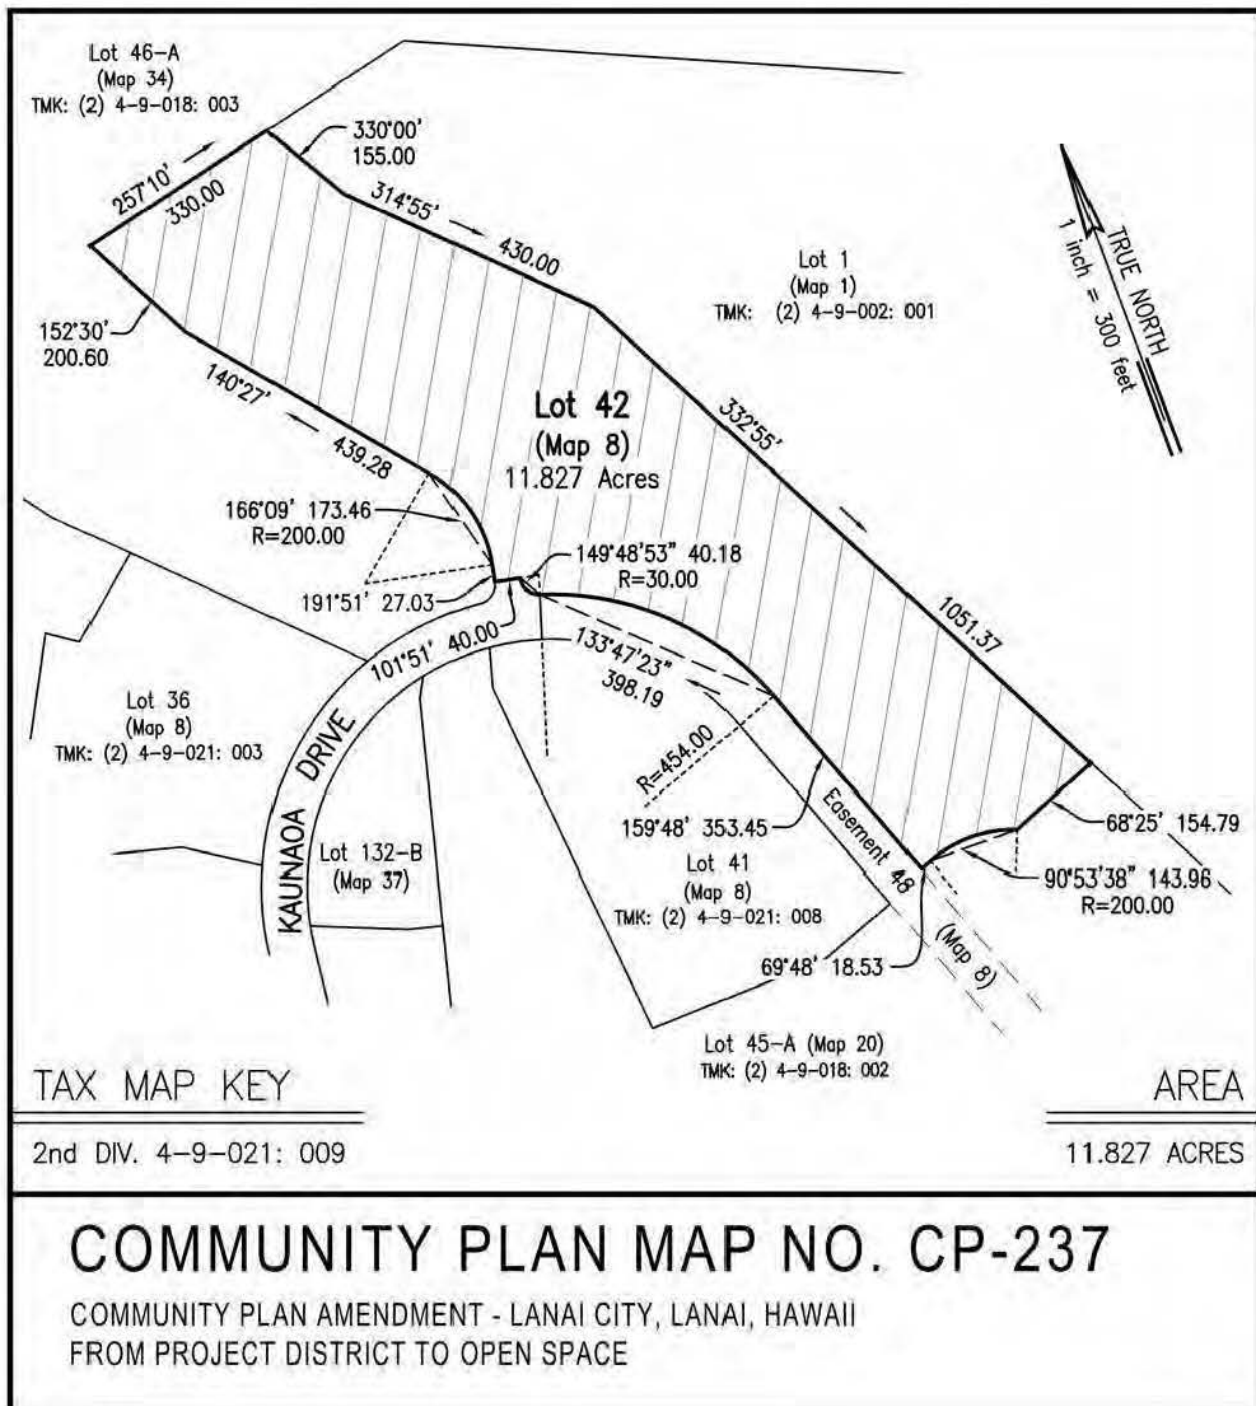 Lot 46-A
(Map 34)
TMK: (2) 4-9-018: 003
330°00'
155.00
257°10'
330.00
314°55'
430.00
TRUE NORTH
1 inch = 300 feet
Lot 1
(Map 1)
TMK: (2) 4-9-002: 001
152°30'
200.60
140°27'
439.28
Lot 42
(Map 8)
11.827 Acres
332°55'
1051.37
166°09' 173.46
R=200.00
149°48'53" 40.18
R=30.00
191°51' 27.03
101°51' 40.00
133°47'23"
398.19
Lot 36
(Map 8)
TMK: (2) 4-9-021: 003
KAUNAOA DRIVE
R=454.00
159°48' 353.45
Easement 48
(Map 8)
68°25' 154.79
90°53'38" 143.96
R=200.00
Lot 132-B
(Map 37)
Lot 41
(Map 8)
TMK: (2) 4-9-021: 008
69°48' 18.53
Lot 45-A (Map 20)
TMK: (2) 4-9-018: 002
TAX MAP KEY
AREA
2nd DIV. 4-9-021: 009
11.827 ACRES
COMMUNITY PLAN MAP NO. CP-237
COMMUNITY PLAN AMENDMENT - LANAI CITY, LANAI, HAWAII
FROM PROJECT DISTRICT TO OPEN SPACE